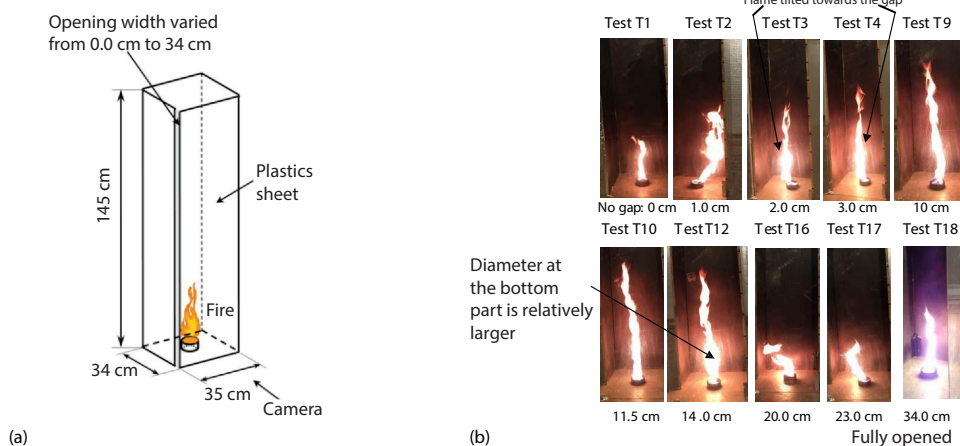 Opening width varied
from 0.0 cm to 34 cm
145 cm
Plastics
sheet
Fire
34 cm
35 cm
Camera
(a)
Flame tilted towards the gap
Test T1 Test T2 Test T3 Test T4 Test T9
No gap: 0 cm 1.0 cm 2.0 cm 3.0 cm 10 cm
Test T10 Test T12 Test T16 Test T17 Test T18
Diameter at
the bottom
part is relatively
larger
11.5 cm 14.0 cm 20.0 cm 23.0 cm 34.0 cm
(b)
Fully opened